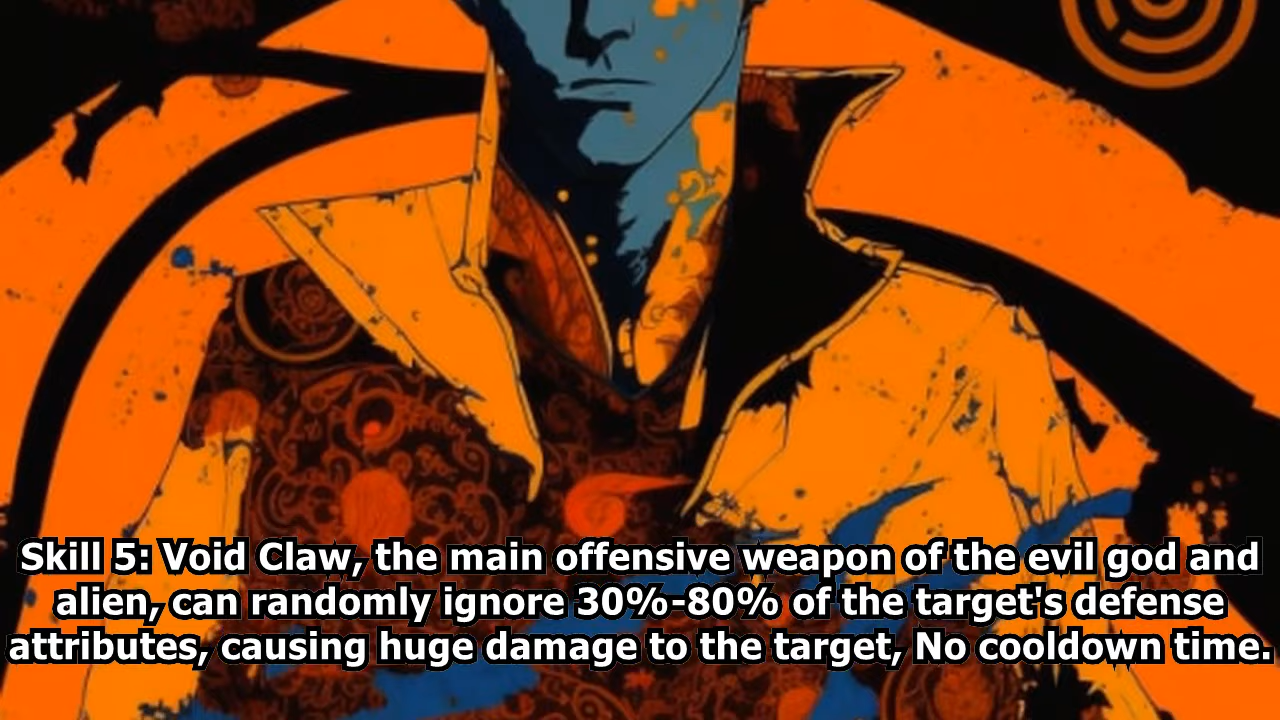 Skill 5: Void Claw, the main offensive weapon of the evil god and
alien, can randomly ignore 30%-80% of the target's defense
attributes, causing huge damage to the target, No cooldown time.